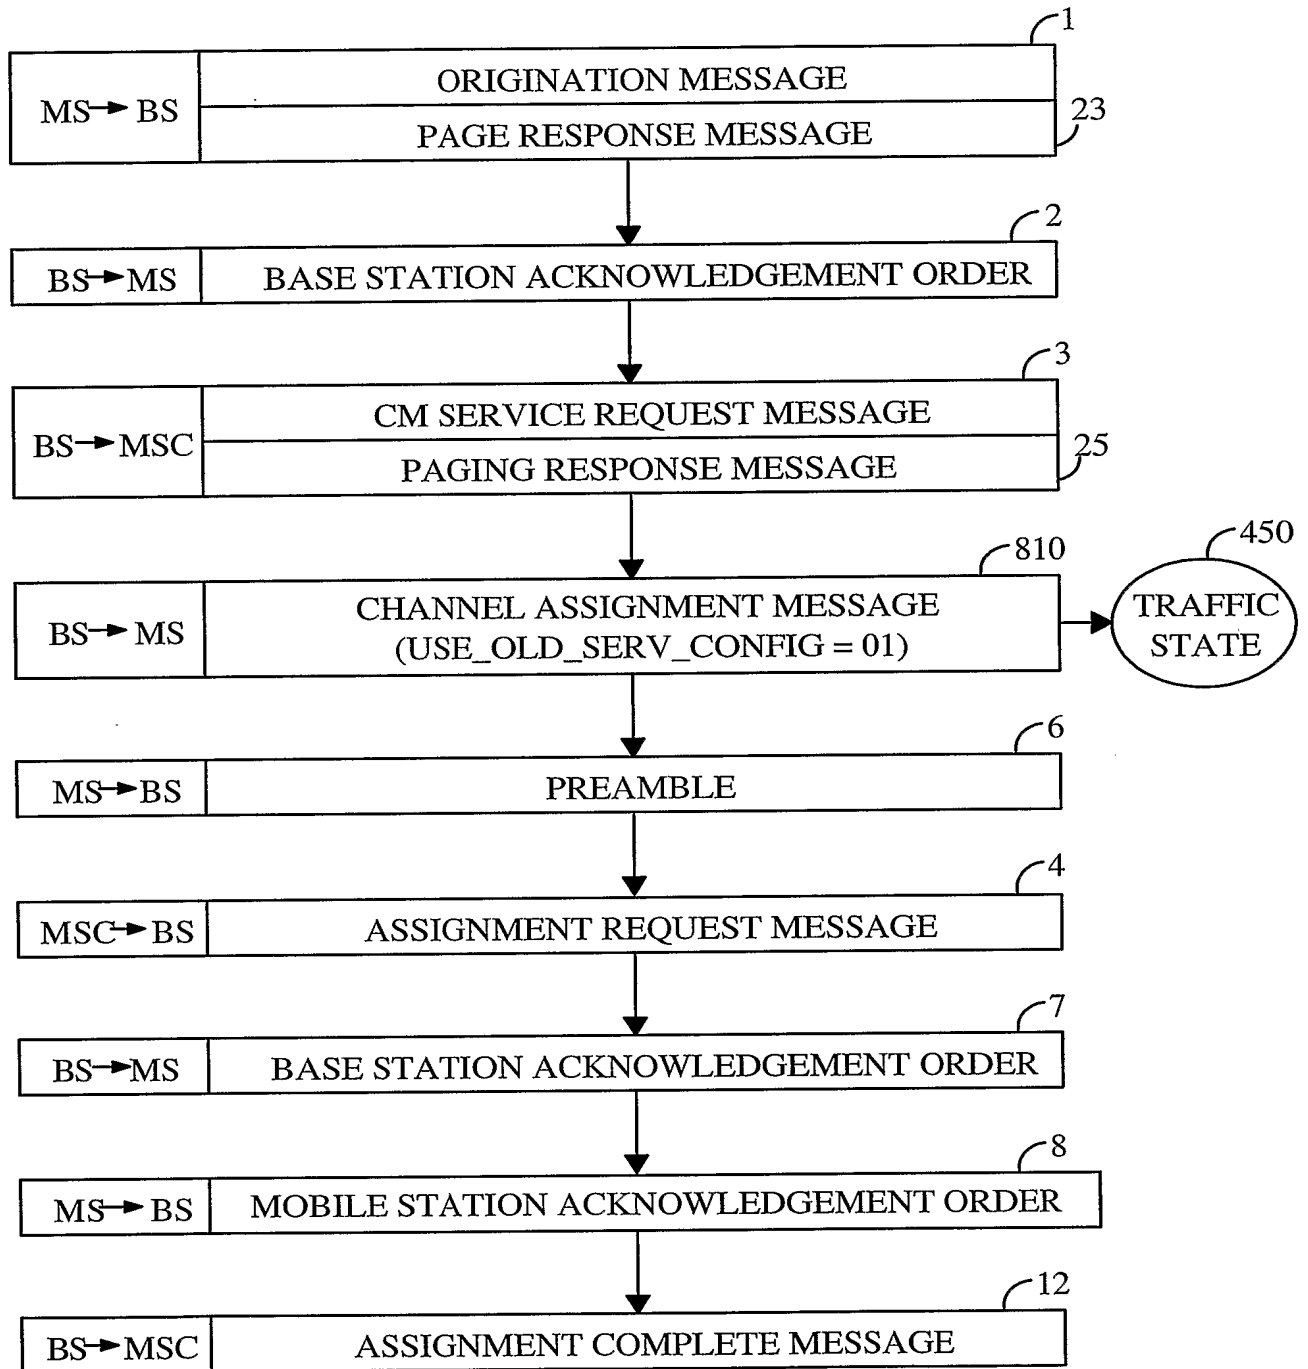 1
MS BS
ORIGINATION MESSAGE
23
PAGE RESPONSE MESSAGE
2
BS MS
BASE STATION ACKNOWLEDGEMENT ORDER
3
BS MSC
CM SERVICE REQUEST MESSAGE
25
PAGING RESPONSE MESSAGE
810
450
BS MS
CHANNEL ASSIGNMENT MESSAGE
(USE_OLD_SERV_CONFIG = 01)
TRAFFIC
STATE
6
MS BS
PREAMBLE
4
MSC BS
ASSIGNMENT REQUEST MESSAGE
7
BS MS
BASE STATION ACKNOWLEDGEMENT ORDER
8
MS BS
MOBILE STATION ACKNOWLEDGEMENT ORDER
12
BS MSC
ASSIGNMENT COMPLETE MESSAGE